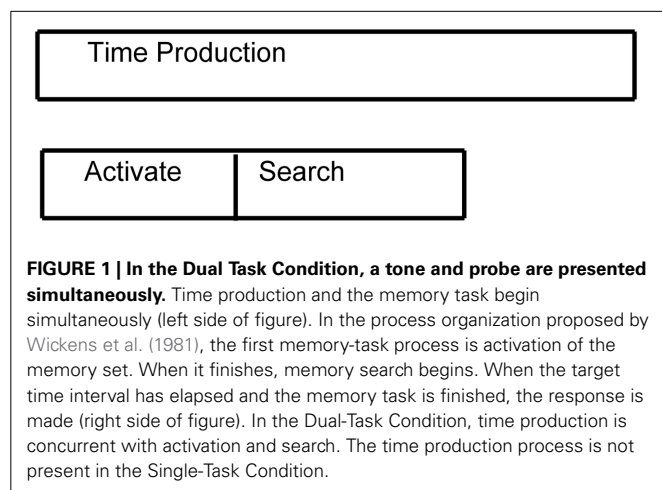 Time Production
Activate Search
FIGURE 1 | In the Dual Task Condition, a tone and probe are presented
simultaneously. Time production and the memory task begin
simultaneously (left side of figure). In the process organization proposed by
Wickens et al. (1981), the first memory-task process is activation of the
memory set. When it finishes, memory search begins. When the target
time interval has elapsed and the memory task is finished, the response is
made (right side of figure). In the Dual-Task Condition, time production is
concurrent with activation and search. The time production process is not
present in the Single-Task Condition.